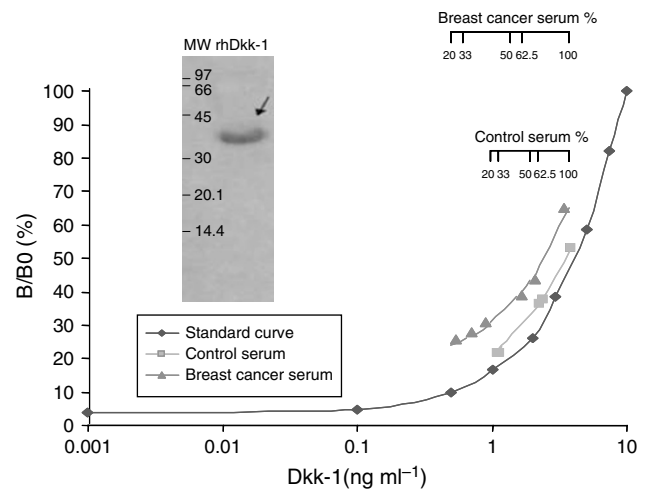 Breast cancer serum %
20 33 50 62.5 100
Control serum %
20 33 50 62.5 100
MW rhDkk-1
97
66
45
30
20.1
14.4
B/B0 (%)
100
90
80
70
60
50
40
30
20
10
0
Standard curve
Control serum
Breast cancer serum
0.001 0.01 0.1 1 10
Dkk-1(ng ml⁻¹)